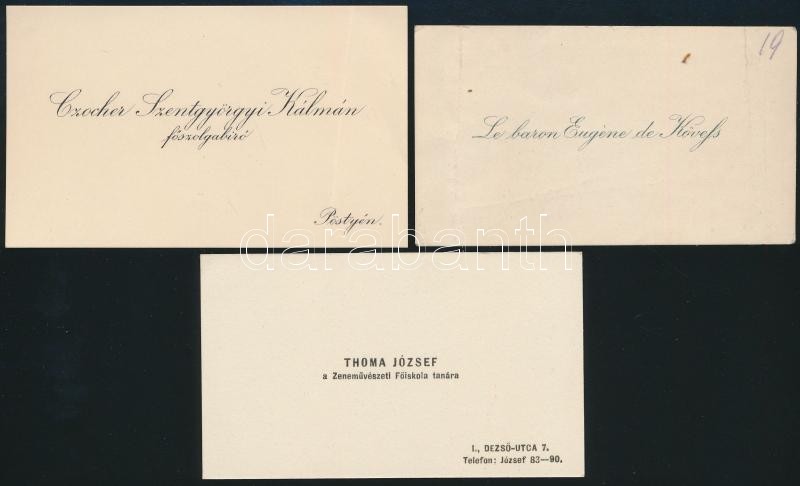 Czocher Szentgyörgyi Kálmán
főszolgabíró
Pöstyén.
19
Le baron Eugène de Kövess
darabanth
THOMA JÓZSEF
a Zeneművészeti Főiskola tanára
I., DEZSŐ-UTCA 7.
Telefon: József 83—90.